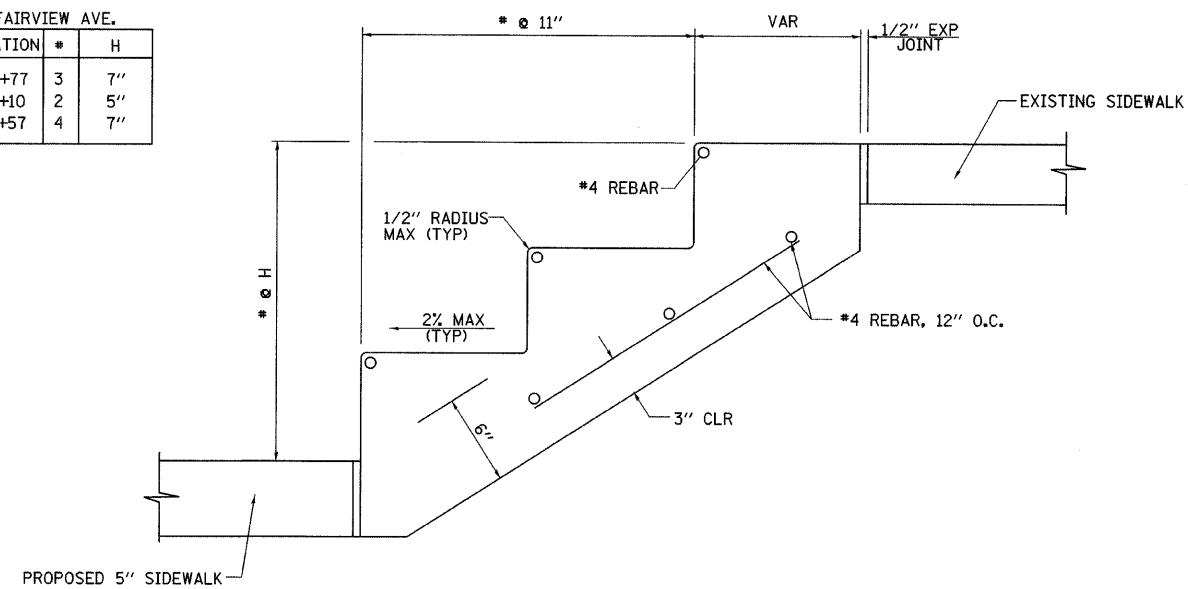 FAIRVIEW AVE.
ATION # H
+77 3 7"
+10 2 5"
+57 4 7"
# @ 11"
VAR
1/2" EXP
JOINT
EXISTING SIDEWALK
#4 REBAR
1/2" RADIUS
MAX (TYP)
# @ H
2% MAX
(TYP)
#4 REBAR, 12" O.C.
3" CLR
6"
PROPOSED 5" SIDEWALK